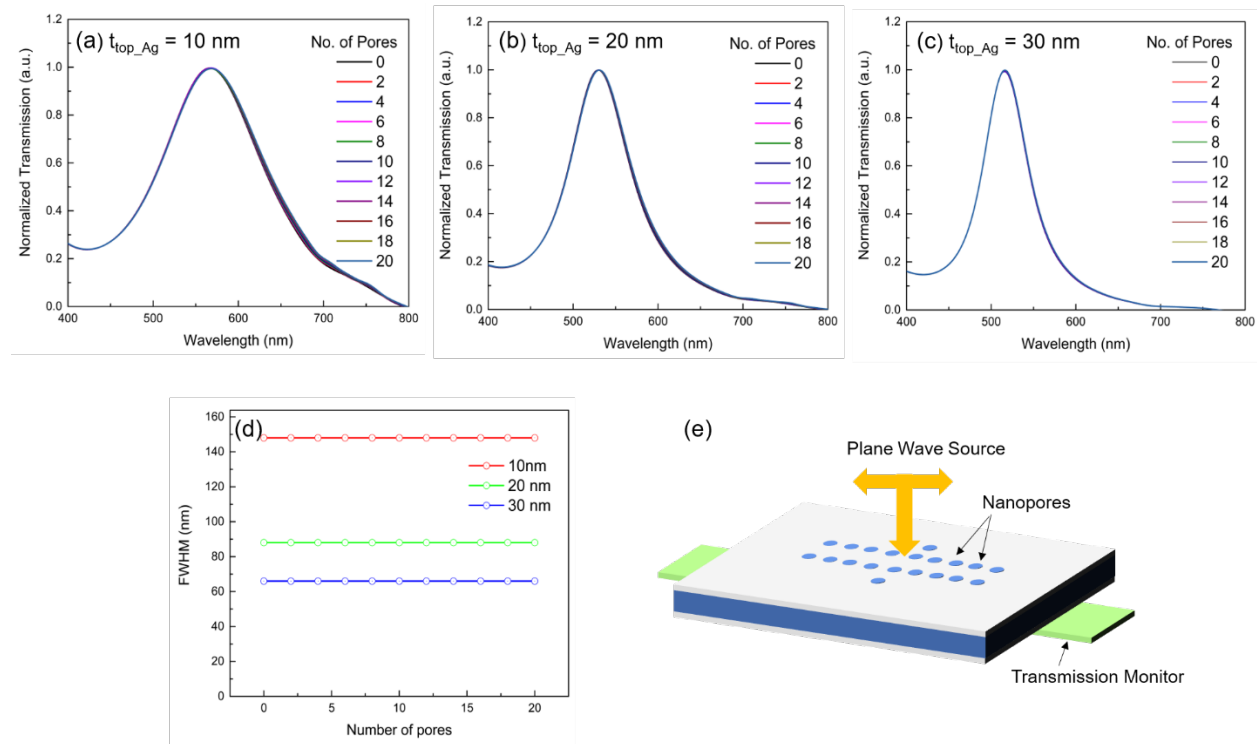 (a) t_top_Ag = 10 nm
No. of Pores
0
2
4
6
8
10
12
14
16
18
20
Normalized Transmission (a.u.)
1.2
1.0
0.8
0.6
0.4
0.2
0.0
400 500 600 700 800
Wavelength (nm)
(b) t_top_Ag = 20 nm
No. of Pores
0
2
4
6
8
10
12
14
16
18
20
Normalized Transmission (a.u.)
1.2
1.0
0.8
0.6
0.4
0.2
0.0
400 500 600 700 800
Wavelength (nm)
(c) t_top_Ag = 30 nm
No. of Pores
0
2
4
6
8
10
12
14
16
18
20
Normalized Transmission (a.u.)
1.2
1.0
0.8
0.6
0.4
0.2
0.0
400 500 600 700 800
Wavelength (nm)
(d)
10nm
20 nm
30 nm
FWHM (nm)
160
140
120
100
80
60
40
20
0
0 5 10 15 20
Number of pores
(e)
Plane Wave Source
Nanopores
Transmission Monitor